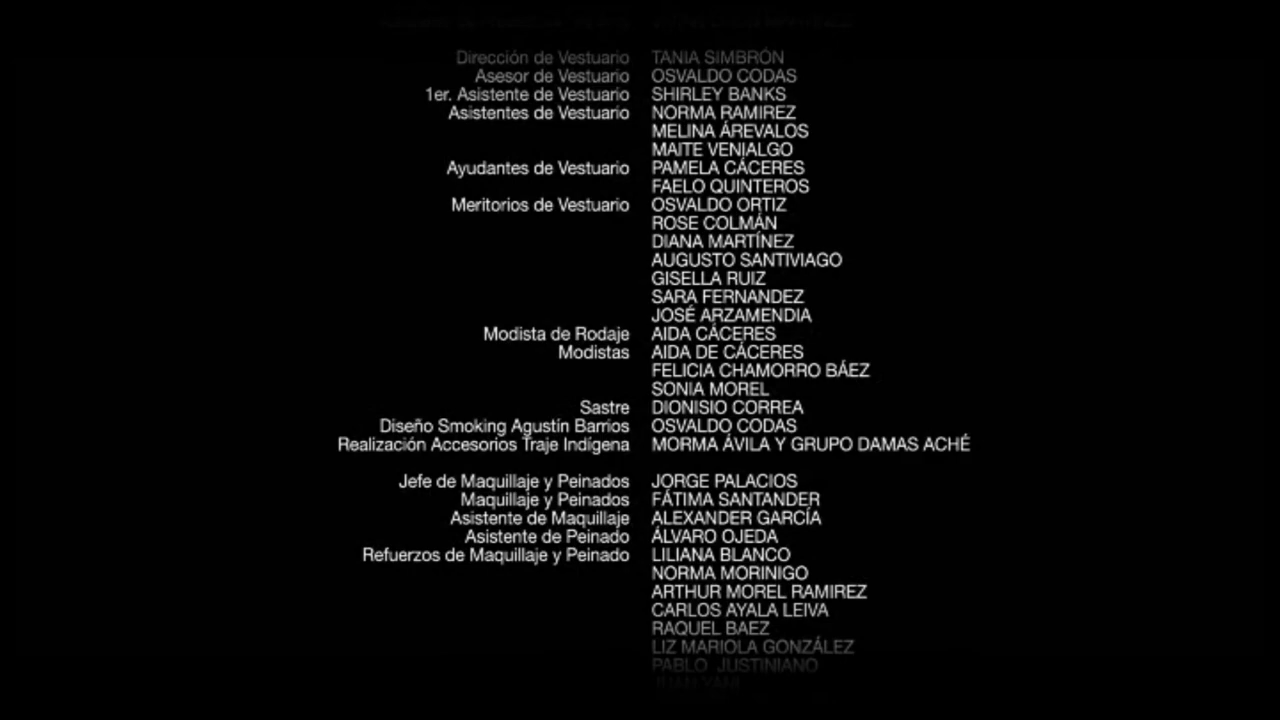 Dirección de Vestuario TANIA SIMBRÓN
Asesor de Vestuario OSVALDO CODAS
1er. Asistente de Vestuario SHIRLEY BANKS
Asistentes de Vestuario NORMA RAMIREZ
MELINA ÁREVALOS
MAITE VENIALGO
Ayudantes de Vestuario PAMELA CÁCERES
FAELO QUINTEROS
Meritorios de Vestuario OSVALDO ORTIZ
ROSE COLMÁN
DIANA MARTÍNEZ
AUGUSTO SANTIVIAGO
GISELLA RUIZ
SARA FERNANDEZ
JOSÉ ARZAMENDIA
Modista de Rodaje AIDA CÁCERES
Modistas AIDA DE CÁCERES
FELICIA CHAMORRO BÁEZ
SONIA MOREL
Sastre DIONISIO CORREA
Diseño Smoking Agustín Barrios OSVALDO CODAS
Realización Accesorios Traje Indígena MORMA ÁVILA Y GRUPO DAMAS ACHÉ
Jefe de Maquillaje y Peinados JORGE PALACIOS
Maquillaje y Peinados FÁTIMA SANTANDER
Asistente de Maquillaje ALEXANDER GARCÍA
Asistente de Peinado ÁLVARO OJEDA
Refuerzos de Maquillaje y Peinado LILIANA BLANCO
NORMA MORINIGO
ARTHUR MOREL RAMIREZ
CARLOS AYALA LEIVA
RAQUEL BAEZ
LIZ MARIOLA GONZÁLEZ
PABLO JUSTINIANO
JUAN